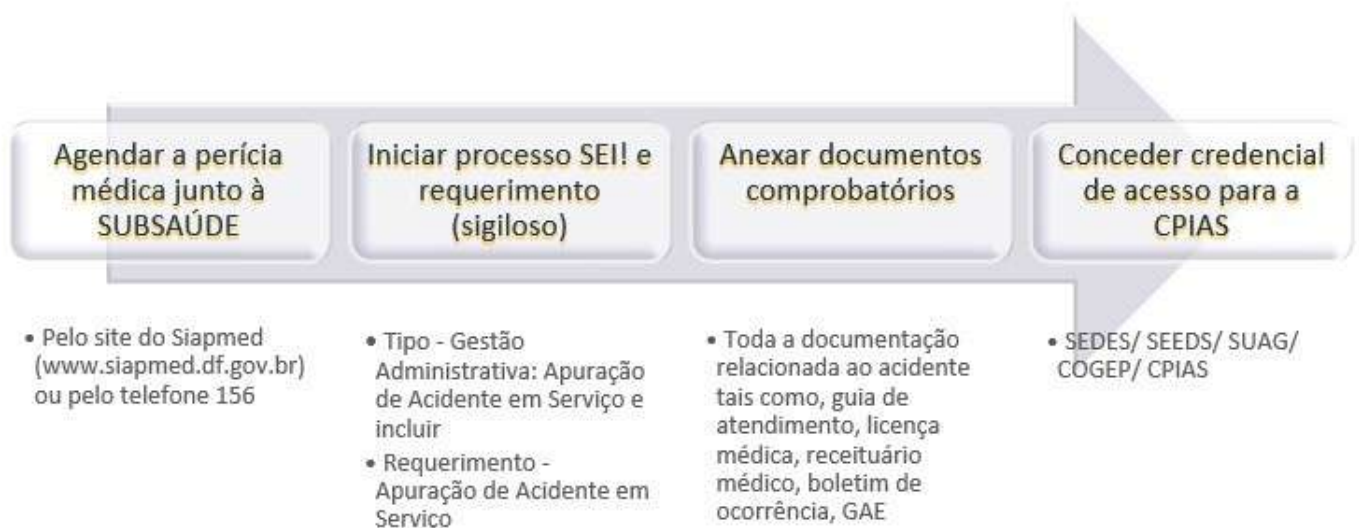 Agendar a perícia
médica junto à
SUBSAÚDE
Iniciar processo SEI! e
requerimento
(sigiloso)
Anexar documentos
comprobatórios
Conceder credencial
de acesso para a
CPIAS
• Pelo site do Siapmed
(www.siapmed.df.gov.br)
ou pelo telefone 156
• Tipo - Gestão
Administrativa: Apuração
de Acidente em Serviço e
incluir
• Requerimento -
Apuração de Acidente em
Serviço
• Toda a documentação
relacionada ao acidente
tais como, guia de
atendimento, licença
médica, receituário
médico, boletim de
ocorrência, GAE
• SEDES/ SEEDS/ SUAG/
COGEP/ CPIAS